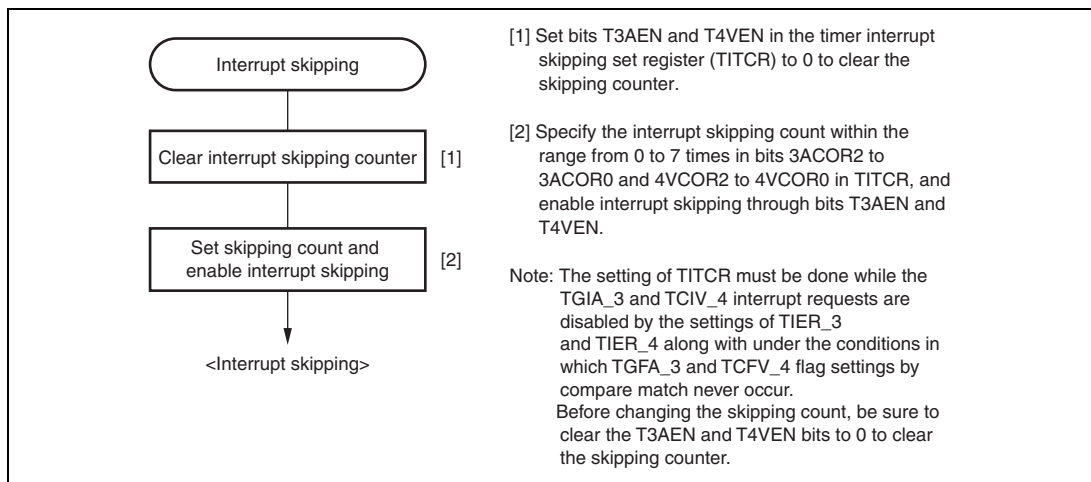 Interrupt skipping
Clear interrupt skipping counter
[1]
Set skipping count and
enable interrupt skipping
[2]
<Interrupt skipping>
[1] Set bits T3AEN and T4VEN in the timer interrupt
skipping set register (TITCR) to 0 to clear the
skipping counter.
[2] Specify the interrupt skipping count within the
range from 0 to 7 times in bits 3ACOR2 to
3ACOR0 and 4VCOR2 to 4VCOR0 in TITCR, and
enable interrupt skipping through bits T3AEN and
T4VEN.
Note: The setting of TITCR must be done while the
TGIA_3 and TCIV_4 interrupt requests are
disabled by the settings of TIER_3
and TIER_4 along with under the conditions in
which TGFA_3 and TCFV_4 flag settings by
compare match never occur.
Before changing the skipping count, be sure to
clear the T3AEN and T4VEN bits to 0 to clear
the skipping counter.